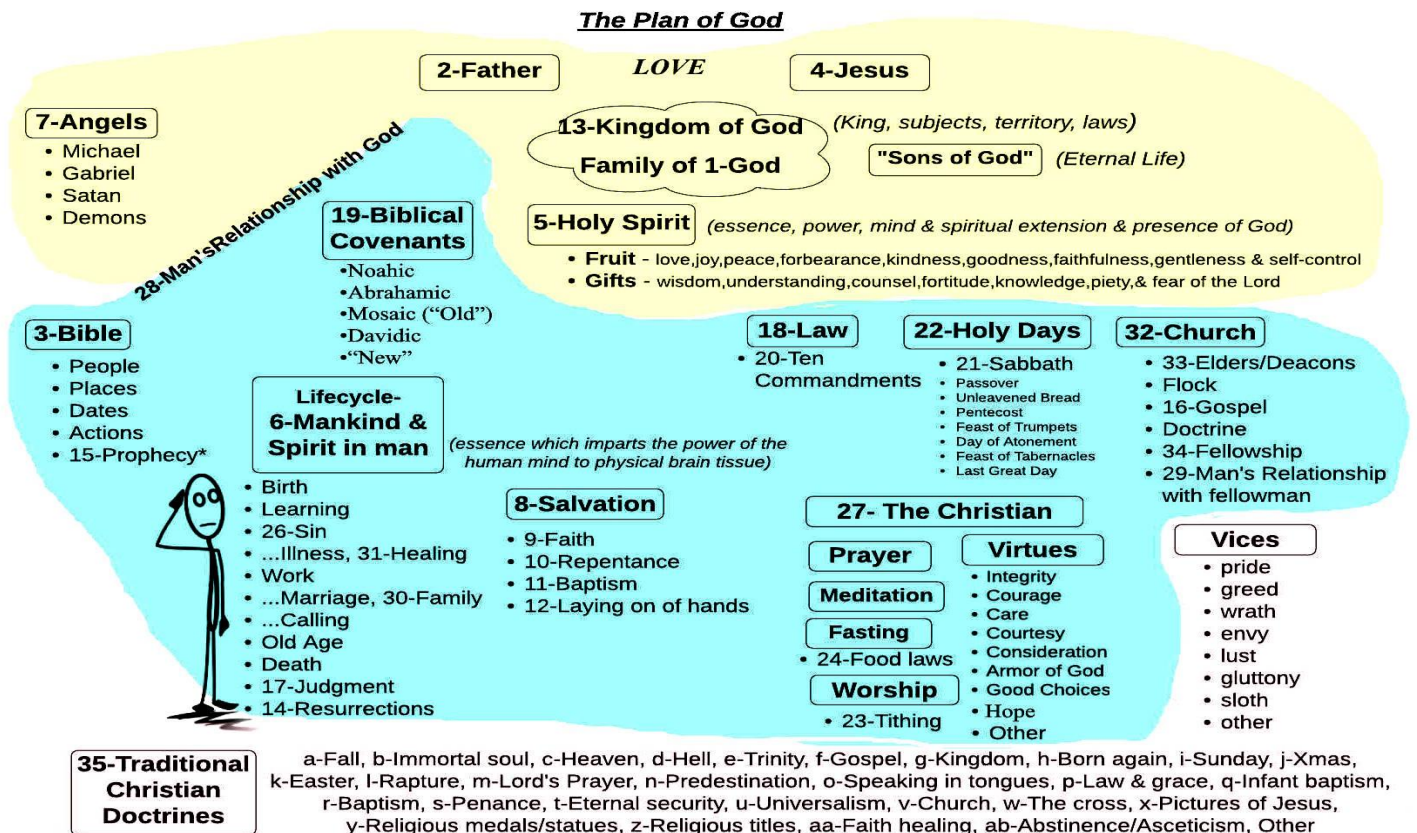 The Plan of God
2-Father
LOVE
4-Jesus
7-Angels
• Michael
• Gabriel
• Satan
• Demons
13-Kingdom of God
Family of 1-God
(King, subjects, territory, laws)
"Sons of God"
(Eternal Life)
28-Man'sRelationship with God
19-Biblical
Covenants
•Noahic
•Abrahamic
•Mosaic (“Old”)
•Davidic
•“New”
5-Holy Spirit
(essence, power, mind & spiritual extension & presence of God)
• Fruit - love,joy,peace,forbearance,kindness,goodness,faithfulness,gentleness & self-control
• Gifts - wisdom,understanding,counsel,fortitude,knowledge,piety,& fear of the Lord
3-Bible
• People
• Places
• Dates
• Actions
• 15-Prophecy*
Lifecycle-
6-Mankind &
Spirit in man
(essence which imparts the power of the
human mind to physical brain tissue)
• Birth
• Learning
• 26-Sin
• ...Illness, 31-Healing
• Work
• ...Marriage, 30-Family
• ...Calling
• Old Age
• Death
• 17-Judgment
• 14-Resurrections
8-Salvation
• 9-Faith
• 10-Repentance
• 11-Baptism
• 12-Laying on of hands
18-Law
• 20-Ten
Commandments
22-Holy Days
• 21-Sabbath
• Passover
• Unleavened Bread
• Pentecost
• Feast of Trumpets
• Day of Atonement
• Feast of Tabernacles
• Last Great Day
32-Church
• 33-Elders/Deacons
• Flock
• 16-Gospel
• Doctrine
• 34-Fellowship
• 29-Man's Relationship
with fellowman
27- The Christian
Prayer
Meditation
Fasting
• 24-Food laws
Worship
• 23-Tithing
Virtues
• Integrity
• Courage
• Care
• Courtesy
• Consideration
• Armor of God
• Good Choices
• Hope
• Other
Vices
• pride
• greed
• wrath
• envy
• lust
• gluttony
• sloth
• other
35-Traditional
Christian
Doctrines
a-Fall, b-Immortal soul, c-Heaven, d-Hell, e-Trinity, f-Gospel, g-Kingdom, h-Born again, i-Sunday, j-Xmas,
k-Easter, l-Rapture, m-Lord's Prayer, n-Predestination, o-Speaking in tongues, p-Law & grace, q-Infant baptism,
r-Baptism, s-Penance, t-Eternal security, u-Universalism, v-Church, w-The cross, x-Pictures of Jesus,
y-Religious medals/statues, z-Religious titles, aa-Faith healing, ab-Abstinence/Asceticism, Other